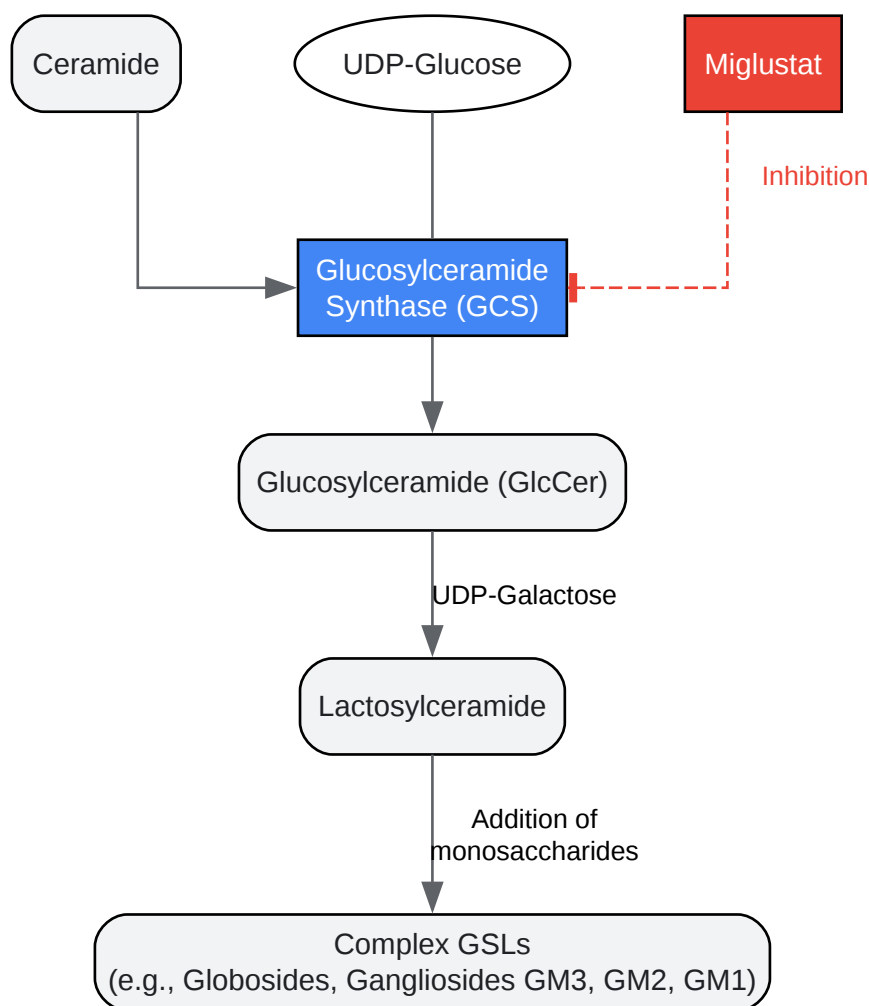 Ceramide
UDP-Glucose
Miglustat
Inhibition
Glucosylceramide
Synthase (GCS)
Glucosylceramide (GlcCer)
UDP-Galactose
Lactosylceramide
Addition of
monosaccharides
Complex GSLs
(e.g., Globosides, Gangliosides GM3, GM2, GM1)